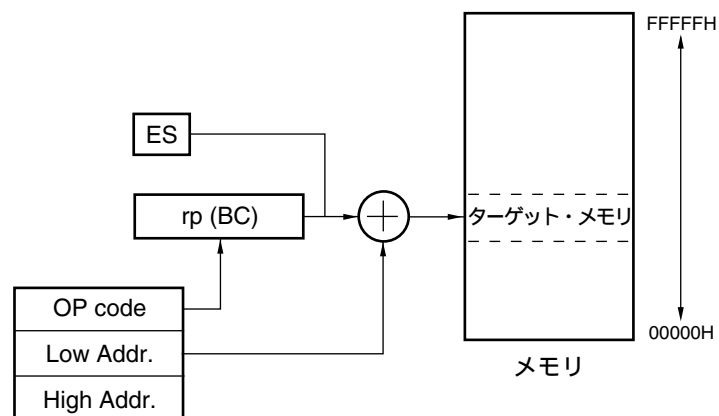 FFFFFH
ES
rp (BC)
ターゲット・メモリ
OP code
Low Addr.
High Addr.
00000H
メモリ